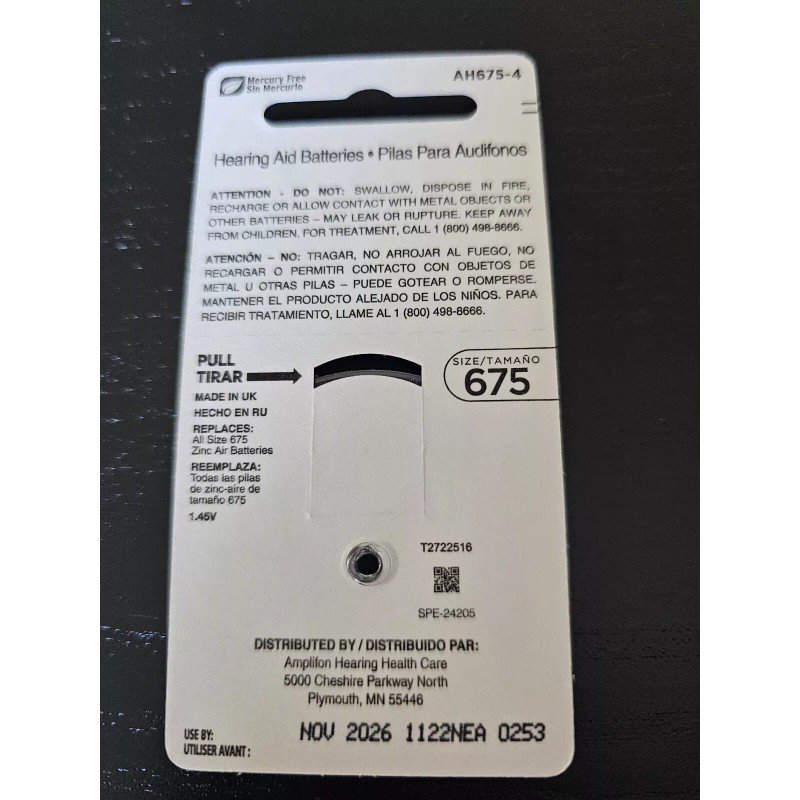 Mercury Free
Sin Mercurio
AH675-4
Hearing Aid Batteries • Pilas Para Audífonos
ATTENTION - DO NOT: SWALLOW, DISPOSE IN FIRE,
RECHARGE OR ALLOW CONTACT WITH METAL OBJECTS OR
OTHER BATTERIES – MAY LEAK OR RUPTURE. KEEP AWAY
FROM CHILDREN. FOR TREATMENT, CALL 1 (800) 498-8666.
ATENCIÓN – NO: TRAGAR, NO ARROJAR AL FUEGO, NO
RECARGAR O PERMITIR CONTACTO CON OBJETOS DE
METAL U OTRAS PILAS – PUEDE GOTEAR O ROMPERSE.
MANTENER EL PRODUCTO ALEJADO DE LOS NIÑOS. PARA
RECIBIR TRATAMIENTO, LLAME AL 1 (800) 498-8666.
PULL
TIRAR
SIZE/TAMAÑO
675
MADE IN UK
HECHO EN RU
REPLACES:
All Size 675
Zinc Air Batteries
REEMPLAZA:
Todas las pilas
de zinc-aire de
tamaño 675
1.45V
T2722516
SPE-24205
DISTRIBUTED BY / DISTRIBUIDO PAR:
Amplifon Hearing Health Care
5000 Cheshire Parkway North
Plymouth, MN 55446
USE BY:
UTILISER AVANT:
NOV 2026 1122NEA 0253